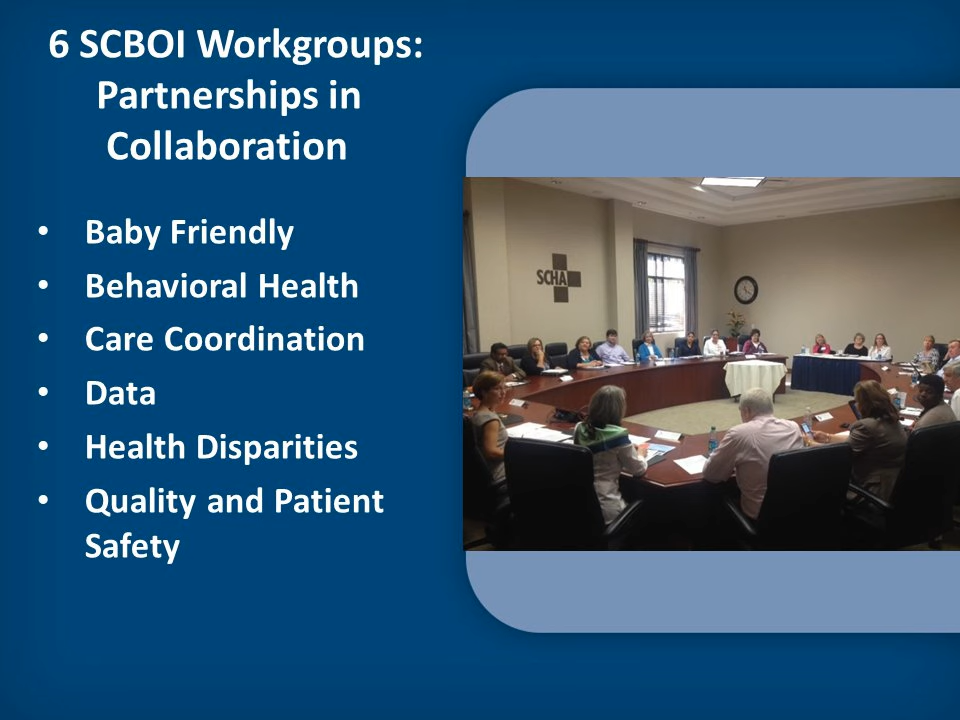 6 SCBOI Workgroups:
Partnerships in
Collaboration
• Baby Friendly
• Behavioral Health
• Care Coordination
• Data
• Health Disparities
• Quality and Patient
Safety
SCHA